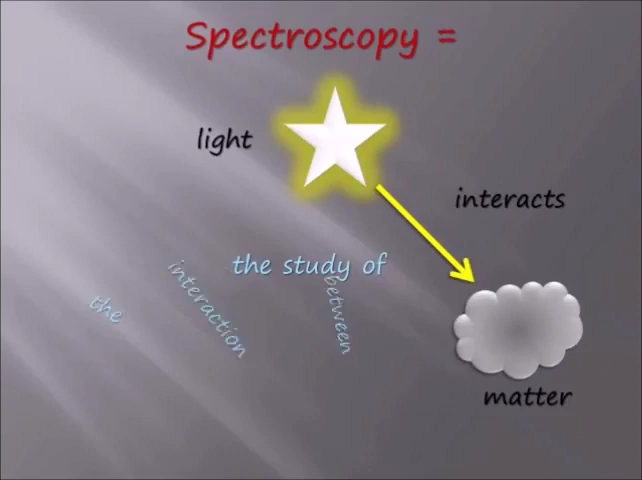 Spectroscopy =
light
interacts
the study of
the
interaction
between
matter